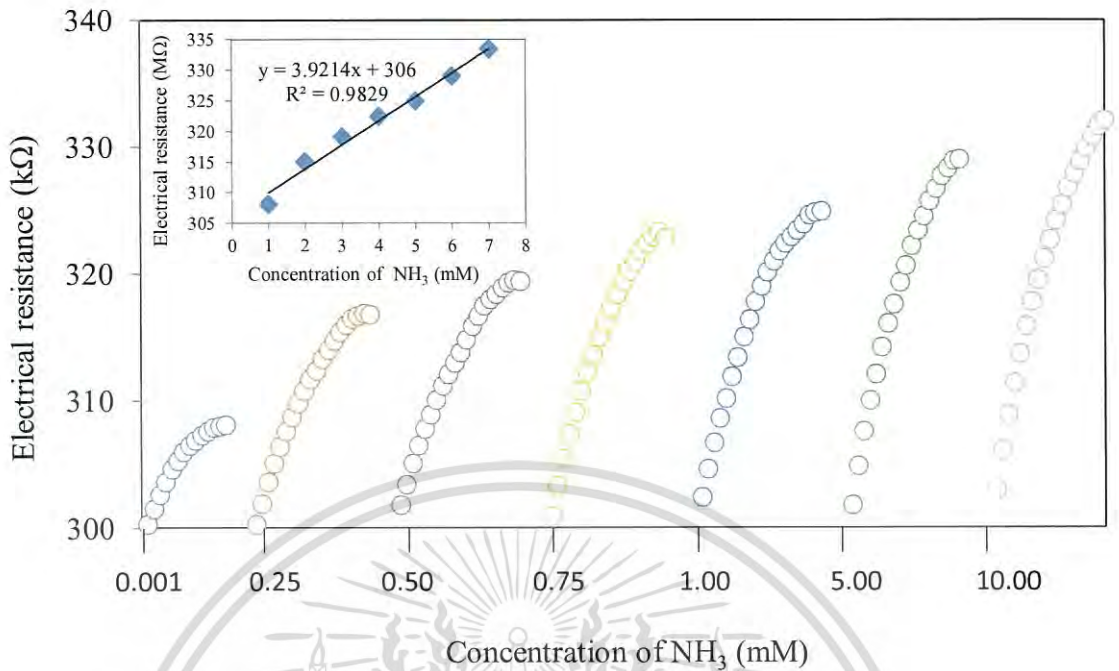 340
330
320
310
300
Electrical resistance (kΩ)
335
330
325
320
315
310
305
Electrical resistance (MΩ)
y = 3.9214x + 306
R² = 0.9829
0 1 2 3 4 5 6 7 8
Concentration of NH₃ (mM)
0.001 0.25 0.50 0.75 1.00 5.00 10.00
Concentration of NH₃ (mM)